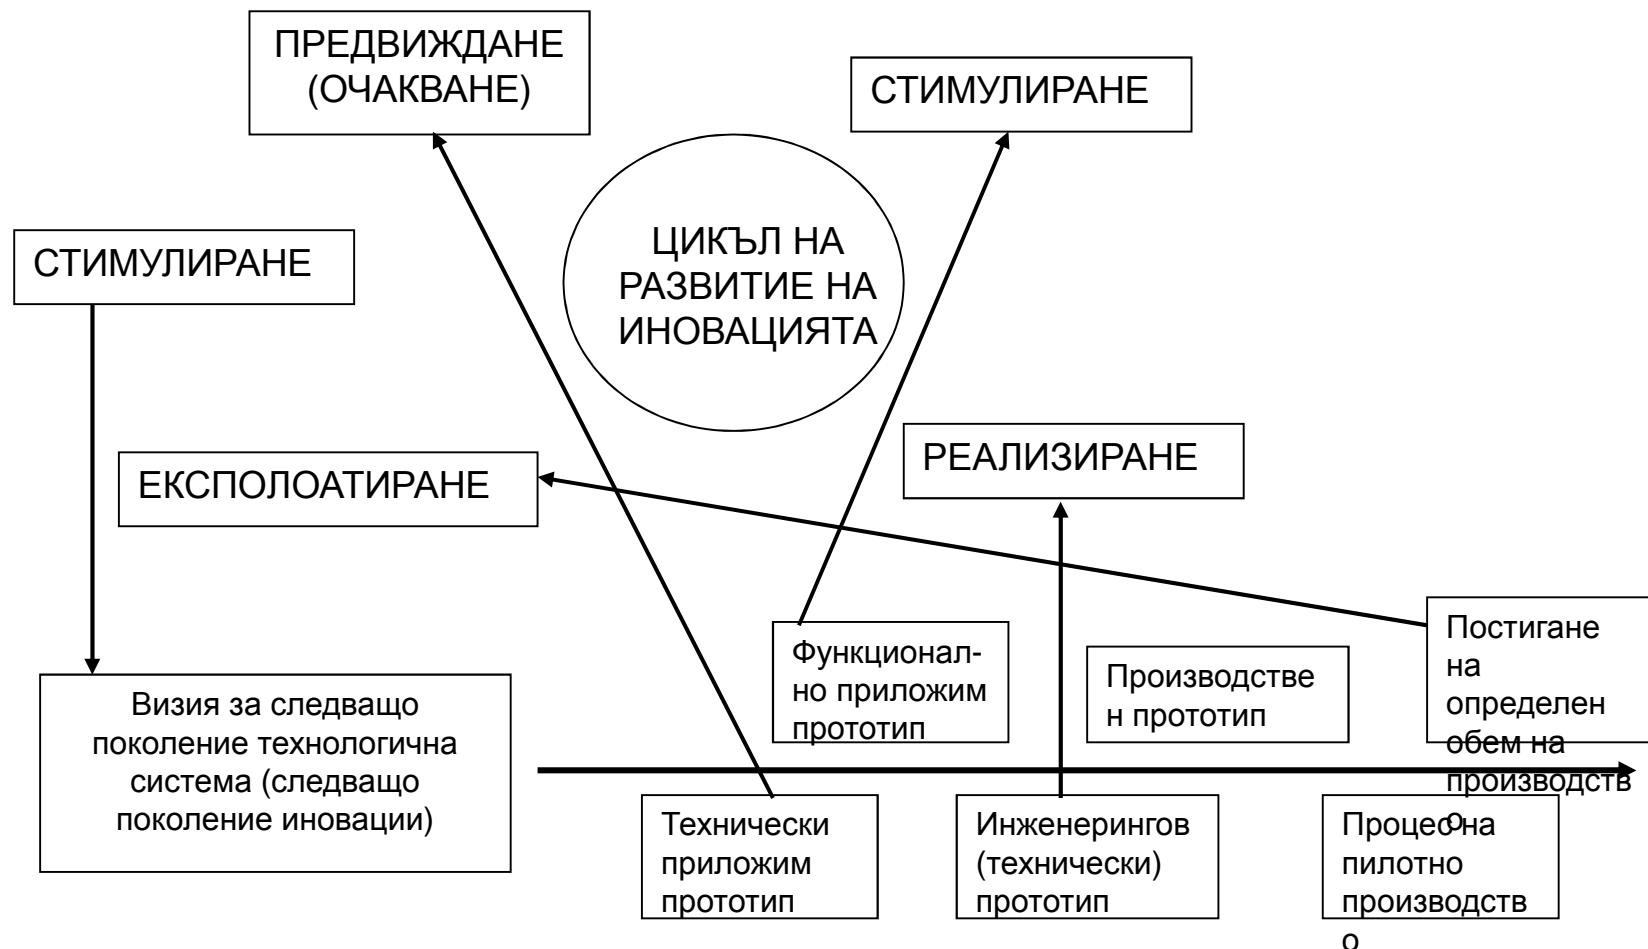 ПРЕДВИЖДАНЕ
(ОЧАКВАНЕ)
СТИМУЛИРАНЕ
СТИМУЛИРАНЕ
ЦИКЪЛ НА
РАЗВИТИЕ НА
ИНОВАЦИЯТА
РЕАЛИЗИРАНЕ
ЕКСПОЛОАТИРАНЕ
Визия за следващо
поколение технологична
система (следващо
поколение иновации)
Функционал-
но приложим
прототип
Производстве
н прототип
Постигане
на
определен
обем на
производств
о
Технически
приложим
прототип
Инженерингов
(технически)
прототип
Процес на
пилотно
производств
о